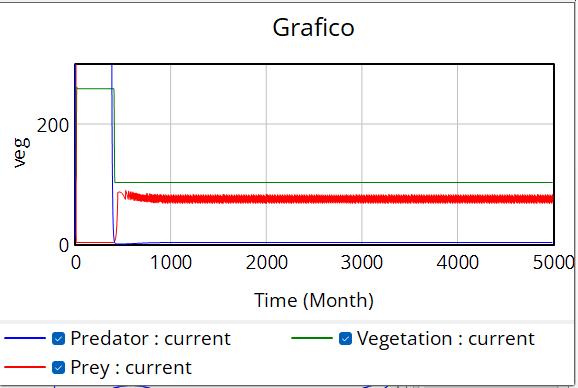 Grafico
veg
200
0
0 1000 2000 3000 4000 5000
Time (Month)
Predator : current Vegetation : current
Prey : current